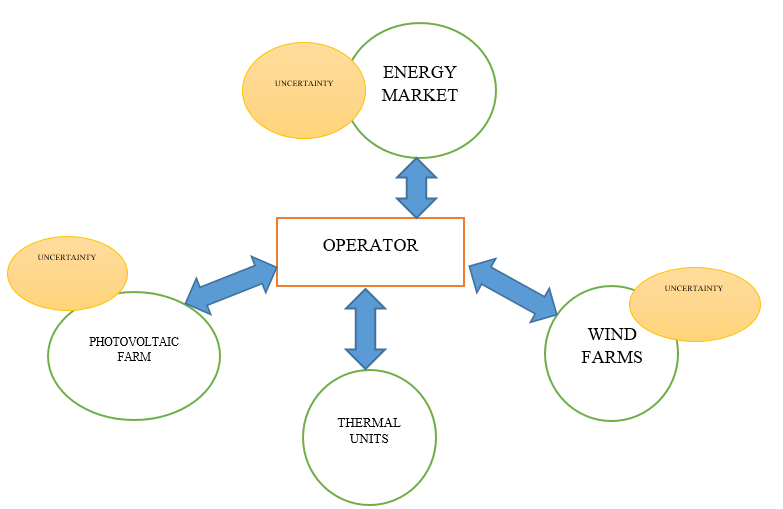 UNCERTAINTY
ENERGY
MARKET
OPERATOR
UNCERTAINTY
PHOTOVOLTAIC
FARM
UNCERTAINTY
WIND
FARMS
THERMAL
UNITS